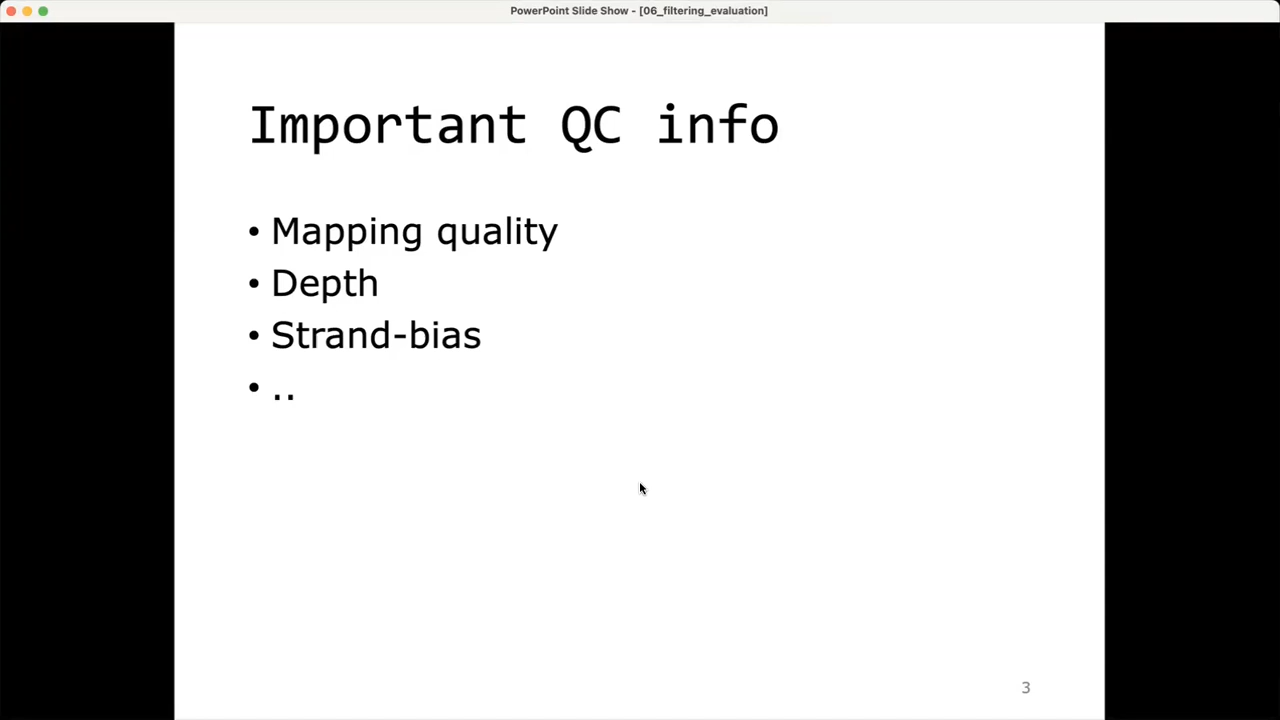 PowerPoint Slide Show - [06_filtering_evaluation]
Important QC info
• Mapping quality
• Depth
• Strand-bias
• ..
3